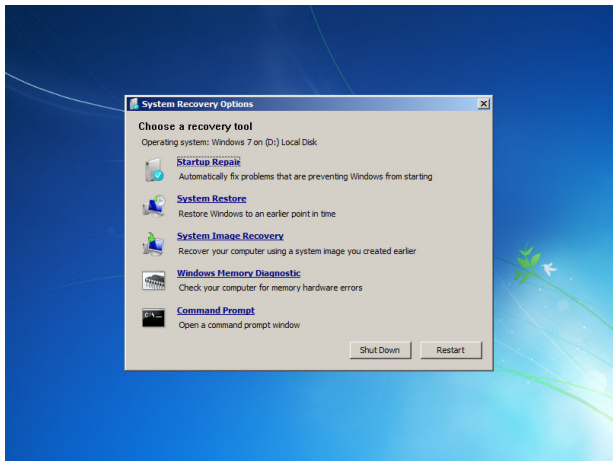 System Recovery Options
Choose a recovery tool
Operating system: Windows 7 on (D:) Local Disk
Startup Repair
Automatically fix problems that are preventing Windows from starting
System Restore
Restore Windows to an earlier point in time
System Image Recovery
Recover your computer using a system image you created earlier
Windows Memory Diagnostic
Check your computer for memory hardware errors
Command Prompt
Open a command prompt window
Shut Down Restart